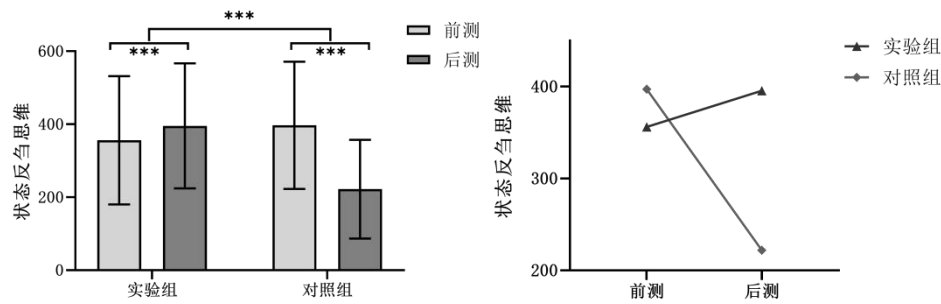 ***
***
***
前测
后测
600
400
200
0
状态反刍思维
实验组
对照组
实验组
对照组
400
300
200
状态反刍思维
前测
后测